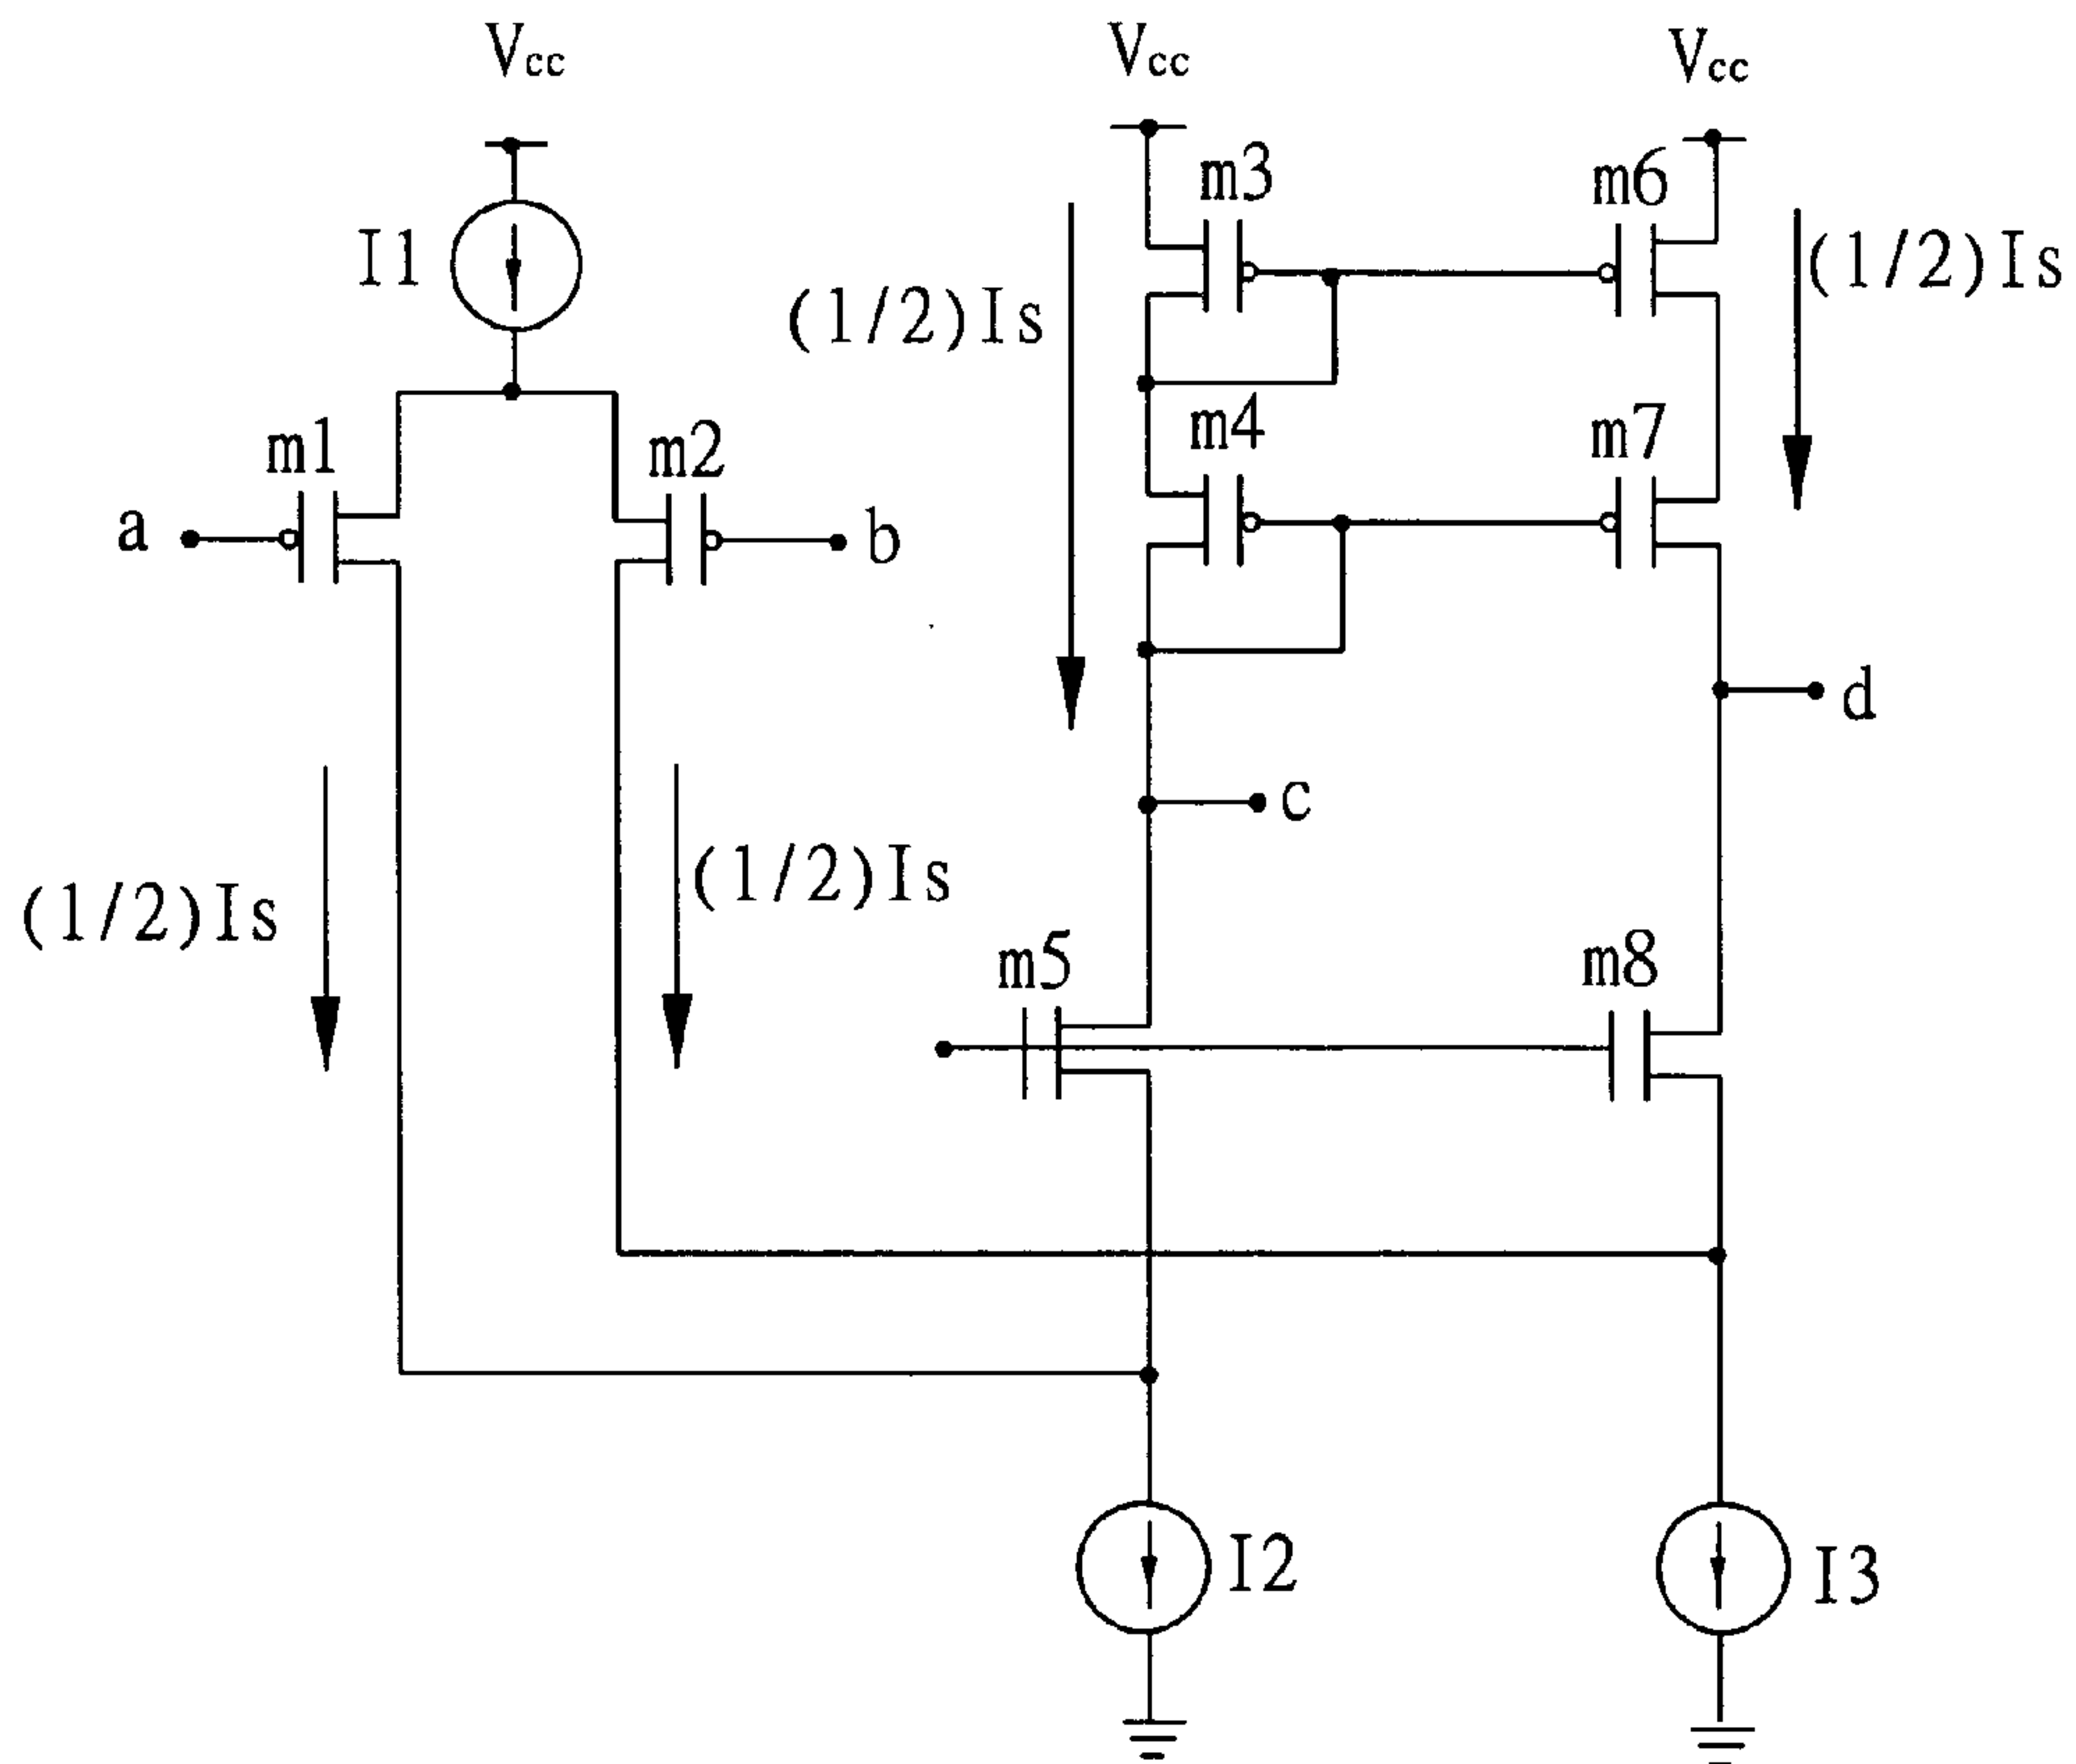 Vcc
Vcc
Vcc
m3
m6
I1
(1/2)Is
(1/2)Is
m1
m2
m4
m7
a
b
d
c
(1/2)Is
(1/2)Is
m5
m8
I2
I3